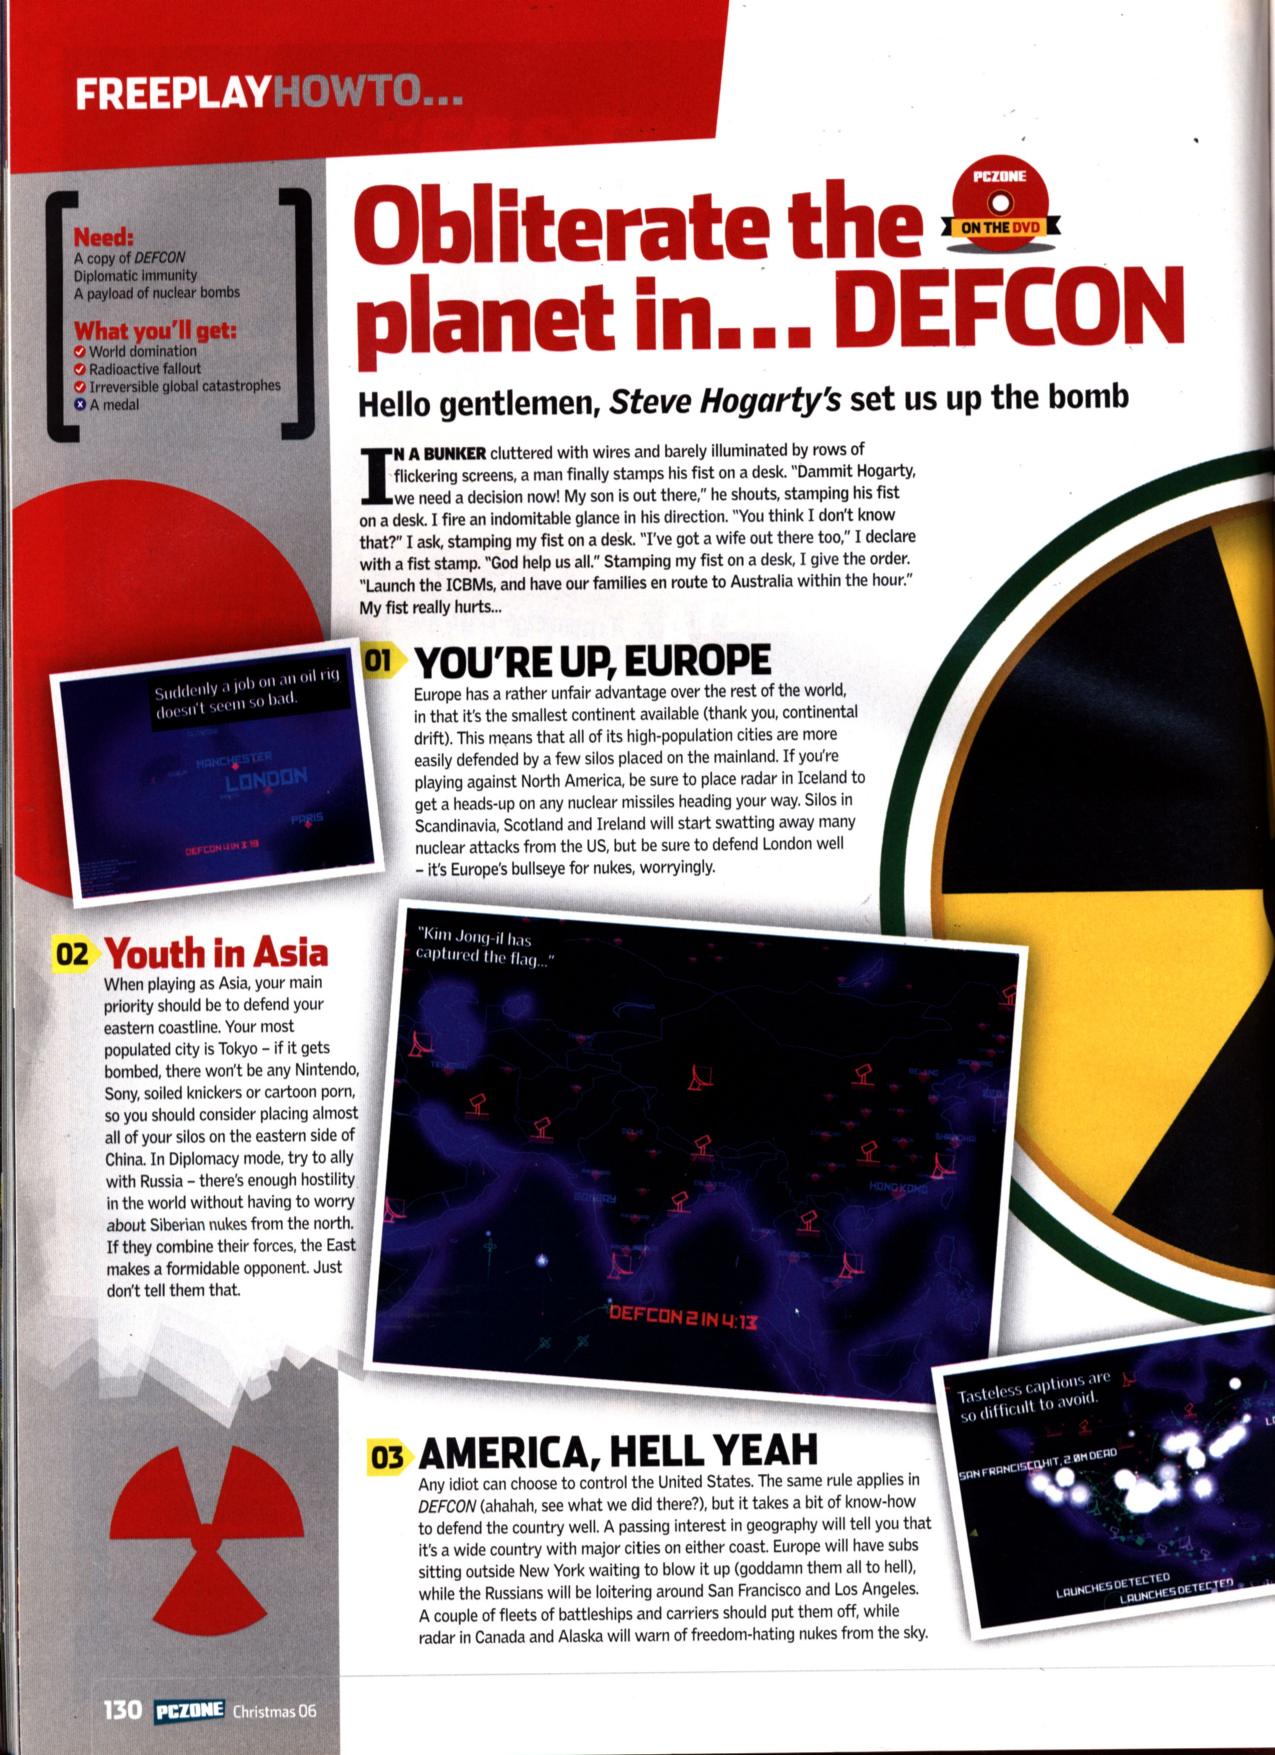 FREEPLAYHOWTO...
Need:
A copy of DEFCON
Diplomatic immunity
A payload of nuclear bombs
What you'll get:
World domination
Radioactive fallout
Irreversible global catastrophes
A medal
Obliterate the
planet in... DEFCON
PCZONE
ON THE DVD
Hello gentlemen, Steve Hogarty's set us up the bomb
IN A BUNKER cluttered with wires and barely illuminated by rows of
flickering screens, a man finally stamps his fist on a desk. "Dammit Hogarty,
we need a decision now! My son is out there," he shouts, stamping his fist
on a desk. I fire an indomitable glance in his direction. "You think I don't know
that?" I ask, stamping my fist on a desk. "I've got a wife out there too," I declare
with a fist stamp. "God help us all." Stamping my fist on a desk, I give the order.
"Launch the ICBMs, and have our families en route to Australia within the hour."
My fist really hurts...
01 YOU'RE UP, EUROPE
Europe has a rather unfair advantage over the rest of the world,
in that it's the smallest continent available (thank you, continental
drift). This means that all of its high-population cities are more
easily defended by a few silos placed on the mainland. If you're
playing against North America, be sure to place radar in Iceland to
get a heads-up on any nuclear missiles heading your way. Silos in
Scandinavia, Scotland and Ireland will start swatting away many
nuclear attacks from the US, but be sure to defend London well
– it's Europe's bullseye for nukes, worryingly.
Suddenly a job on an oil rig
doesn't seem so bad.
MANCHESTER
LONDON
PARIS
DEFCON 4 IN 3:19
02 Youth in Asia
When playing as Asia, your main
priority should be to defend your
eastern coastline. Your most
populated city is Tokyo – if it gets
bombed, there won't be any Nintendo,
Sony, soiled knickers or cartoon porn,
so you should consider placing almost
all of your silos on the eastern side of
China. In Diplomacy mode, try to ally
with Russia – there's enough hostility
in the world without having to worry
about Siberian nukes from the north.
If they combine their forces, the East
makes a formidable opponent. Just
don't tell them that.
"Kim Jong-il has
captured the flag..."
TEHRAN
BEIJING
DELHI
SHANGHAI
HONG KONG
BOMBAY
DEFCON 2 IN 4:13
03 AMERICA, HELL YEAH
Any idiot can choose to control the United States. The same rule applies in
DEFCON (ahahah, see what we did there?), but it takes a bit of know-how
to defend the country well. A passing interest in geography will tell you that
it's a wide country with major cities on either coast. Europe will have subs
sitting outside New York waiting to blow it up (goddamn them all to hell),
while the Russians will be loitering around San Francisco and Los Angeles.
A couple of fleets of battleships and carriers should put them off, while
radar in Canada and Alaska will warn of freedom-hating nukes from the sky.
Tasteless captions are
so difficult to avoid.
SAN FRANCISCO HIT, 2.0M DEAD
LAUNCHES DETECTED
LAUNCHES DETECTED
130 PCZONE Christmas 06